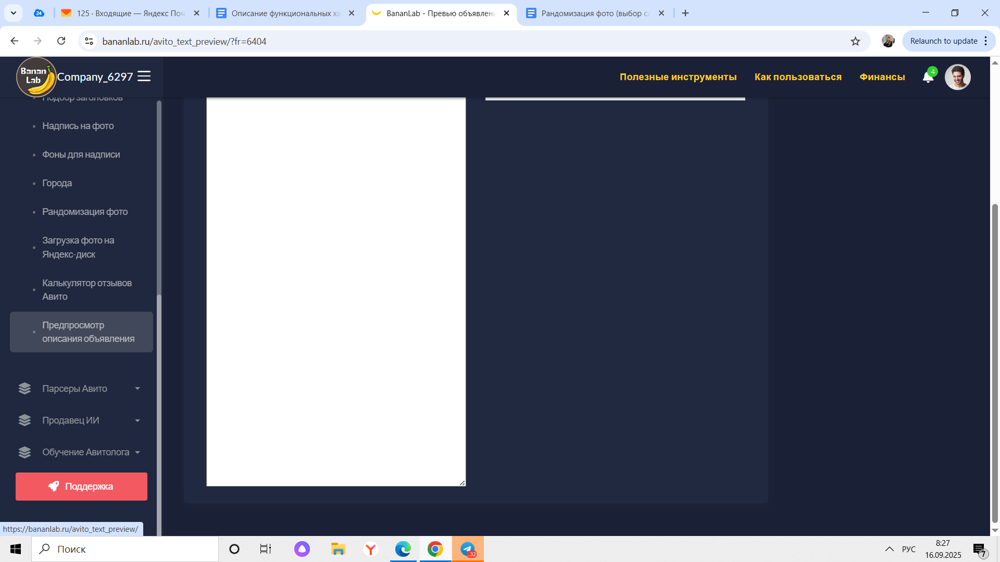 24
125 · Входящие — Яндекс Поч
Описание функциональных ха
BananLab - Превью объявлени
Рандомизация фото (выбор сл
bananlab.ru/avito_text_preview/?fr=6404
Relaunch to update
Banan
Lab
Company_6297
Полезные инструменты
Как пользоваться
Финансы
4
Подбор заголовков
Надпись на фото
Фоны для надписи
Города
Рандомизация фото
Загрузка фото на
Яндекс-диск
Калькулятор отзывов
Авито
Предпросмотр
описания объявления
Парсеры Авито
Продавец ИИ
Обучение Авитолога
Поддержка
https://bananlab.ru/avito_text_preview/
Поиск
..32
РУС
8:27
16.09.2025
7